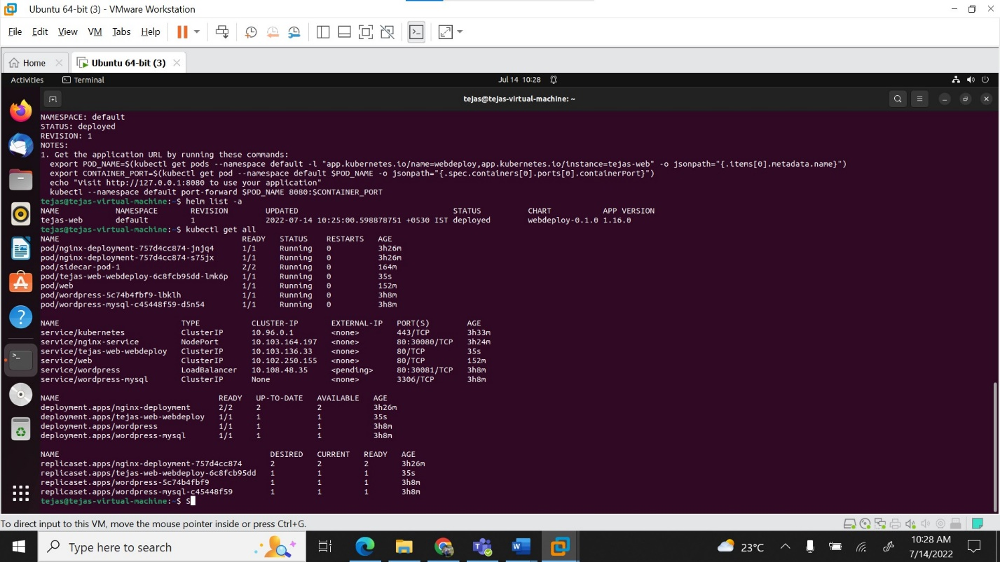 Ubuntu 64-bit (3) - VMware Workstation
File Edit View VM Tabs Help
Home
Ubuntu 64-bit (3)
Activities Terminal Jul 14 10:28
tejas@tejas-virtual-machine: ~
NAMESPACE: default
STATUS: deployed
REVISION: 1
NOTES:
1. Get the application URL by running these commands:
export POD_NAME=$(kubectl get pods --namespace default -l "app.kubernetes.io/name=webdeploy,app.kubernetes.io/instance=tejas-web" -o jsonpath="{.items[0].metadata.name}")
export CONTAINER_PORT=$(kubectl get pod --namespace default $POD_NAME -o jsonpath="{.spec.containers[0].ports[0].containerPort}")
echo "Visit http://127.0.0.1:8080 to use your application"
kubectl --namespace default port-forward $POD_NAME 8080:$CONTAINER_PORT
tejas@tejas-virtual-machine:~$ helm list -a
NAME NAMESPACE REVISION UPDATED STATUS CHART APP VERSION
tejas-web default 1 2022-07-14 10:25:00.598878751 +0530 IST deployed webdeploy-0.1.0 1.16.0
tejas@tejas-virtual-machine:~$ kubectl get all
NAME READY STATUS RESTARTS AGE
pod/nginx-deployment-757d4cc874-jnjq4 1/1 Running 0 3h26m
pod/nginx-deployment-757d4cc874-s75jx 1/1 Running 0 3h26m
pod/sidecar-pod-1 2/2 Running 0 164m
pod/tejas-web-webdeploy-6c8fcb95dd-lmk6p 1/1 Running 0 35s
pod/web 1/1 Running 0 152m
pod/wordpress-5c74b4fbf9-lbklh 1/1 Running 0 3h8m
pod/wordpress-mysql-c45448f59-d5n54 1/1 Running 0 3h8m
NAME TYPE CLUSTER-IP EXTERNAL-IP PORT(S) AGE
service/kubernetes ClusterIP 10.96.0.1 <none> 443/TCP 3h33m
service/nginx-service NodePort 10.103.164.197 <none> 80:30080/TCP 3h24m
service/tejas-web-webdeploy ClusterIP 10.103.136.33 <none> 80/TCP 35s
service/web ClusterIP 10.102.250.155 <none> 80/TCP 152m
service/wordpress LoadBalancer 10.108.48.35 <pending> 80:30081/TCP 3h8m
service/wordpress-mysql ClusterIP None <none> 3306/TCP 3h8m
NAME READY UP-TO-DATE AVAILABLE AGE
deployment.apps/nginx-deployment 2/2 2 2 3h26m
deployment.apps/tejas-web-webdeploy 1/1 1 1 35s
deployment.apps/wordpress 1/1 1 1 3h8m
deployment.apps/wordpress-mysql 1/1 1 1 3h8m
NAME DESIRED CURRENT READY AGE
replicaset.apps/nginx-deployment-757d4cc874 2 2 2 3h26m
replicaset.apps/tejas-web-webdeploy-6c8fcb95dd 1 1 1 35s
replicaset.apps/wordpress-5c74b4fbf9 1 1 1 3h8m
replicaset.apps/wordpress-mysql-c45448f59 1 1 1 3h8m
tejas@tejas-virtual-machine:~$ S
To direct input to this VM, move the mouse pointer inside or press Ctrl+G.
Type here to search
23°C
10:28 AM
7/14/2022